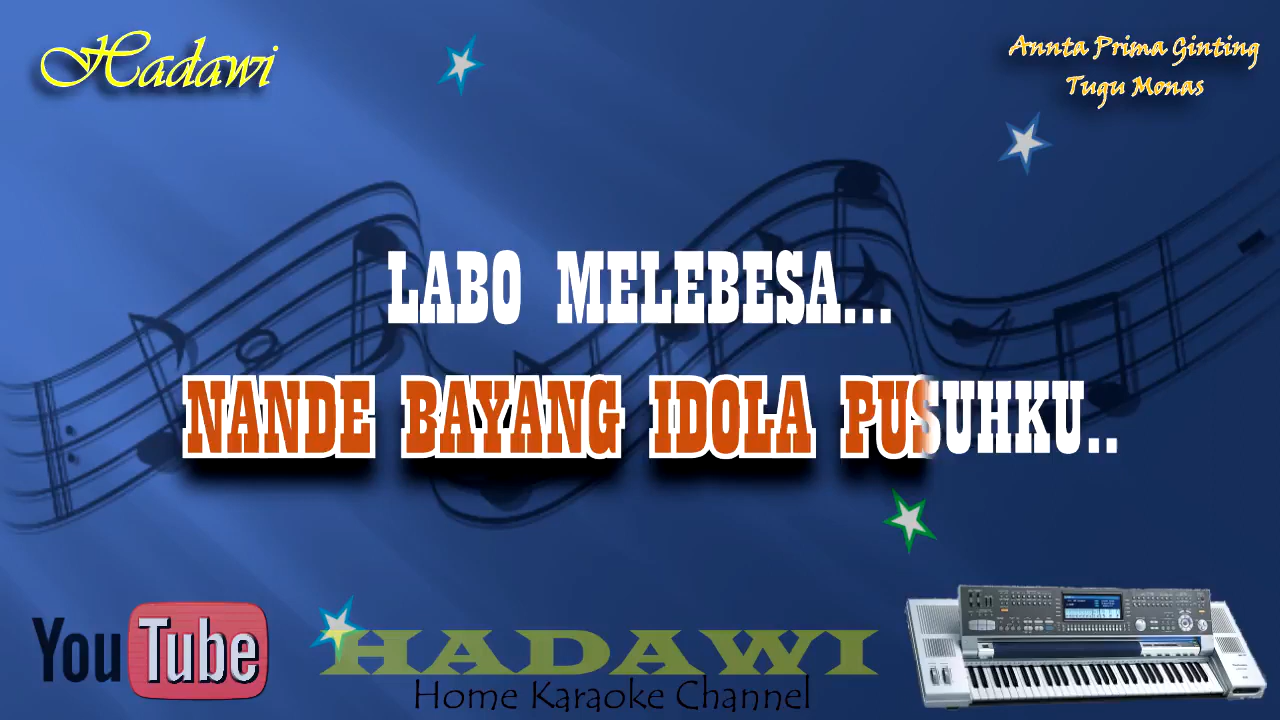 Hadawi
Annta Prima Ginting
Tugu Monas
LABO MELEBESA...
NANDE BAYANG IDOLA PUSUHKU..
YouTube
HADAWI
Home Karaoke Channel